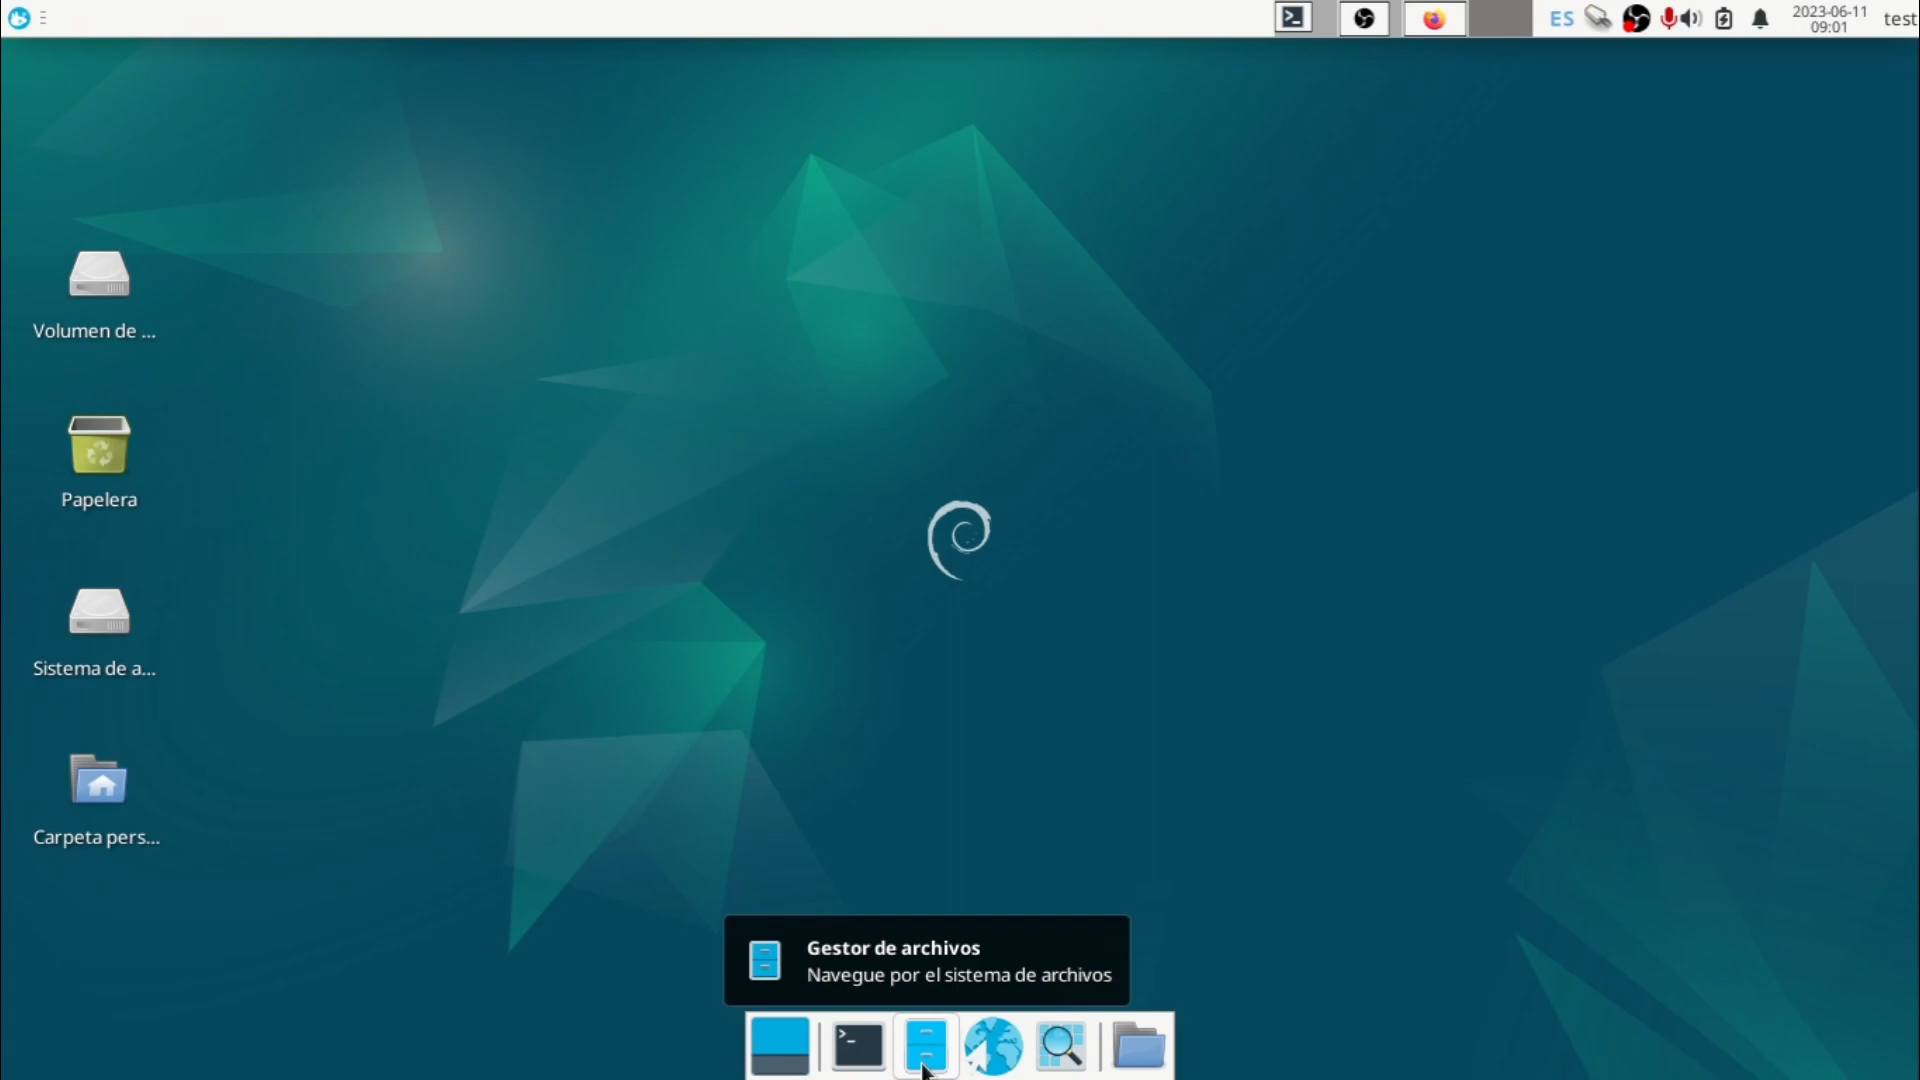 ES
2023-06-11
09:01
test
Volumen de ...
Papelera
Sistema de a...
Carpeta pers...
Gestor de archivos
Navegue por el sistema de archivos